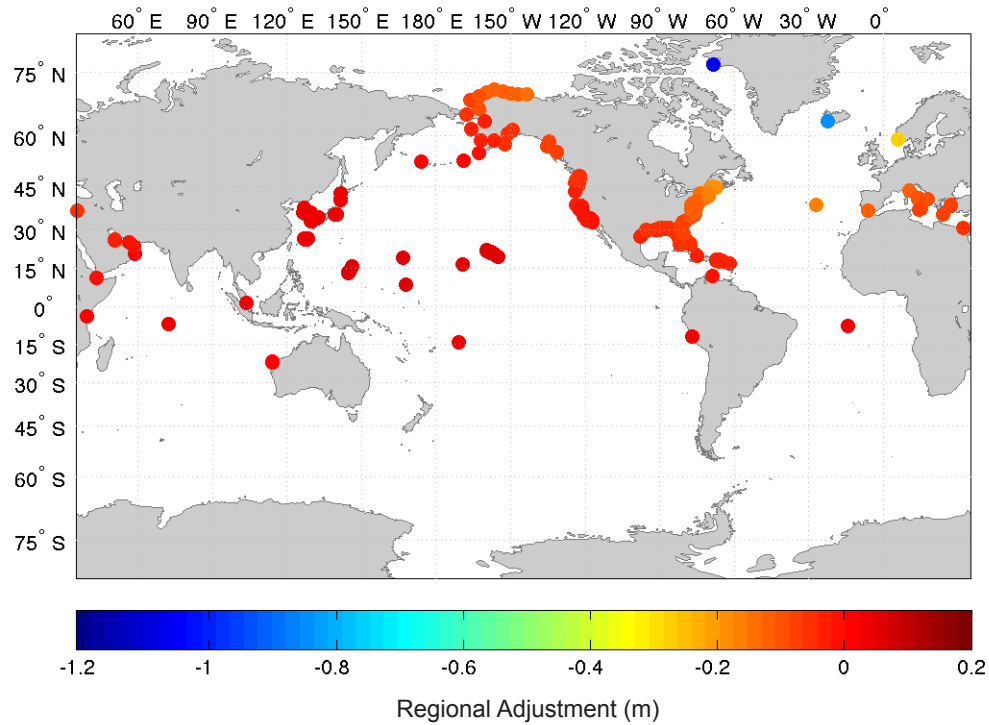 60° E 90° E 120° E 150° E 180° E 150° W 120° W 90° W 60° W 30° W 0°
75° N
60° N
45° N
30° N
15° N
0°
15° S
30° S
45° S
60° S
75° S
-1.2 -1 -0.8 -0.6 -0.4 -0.2 0 0.2
Regional Adjustment (m)